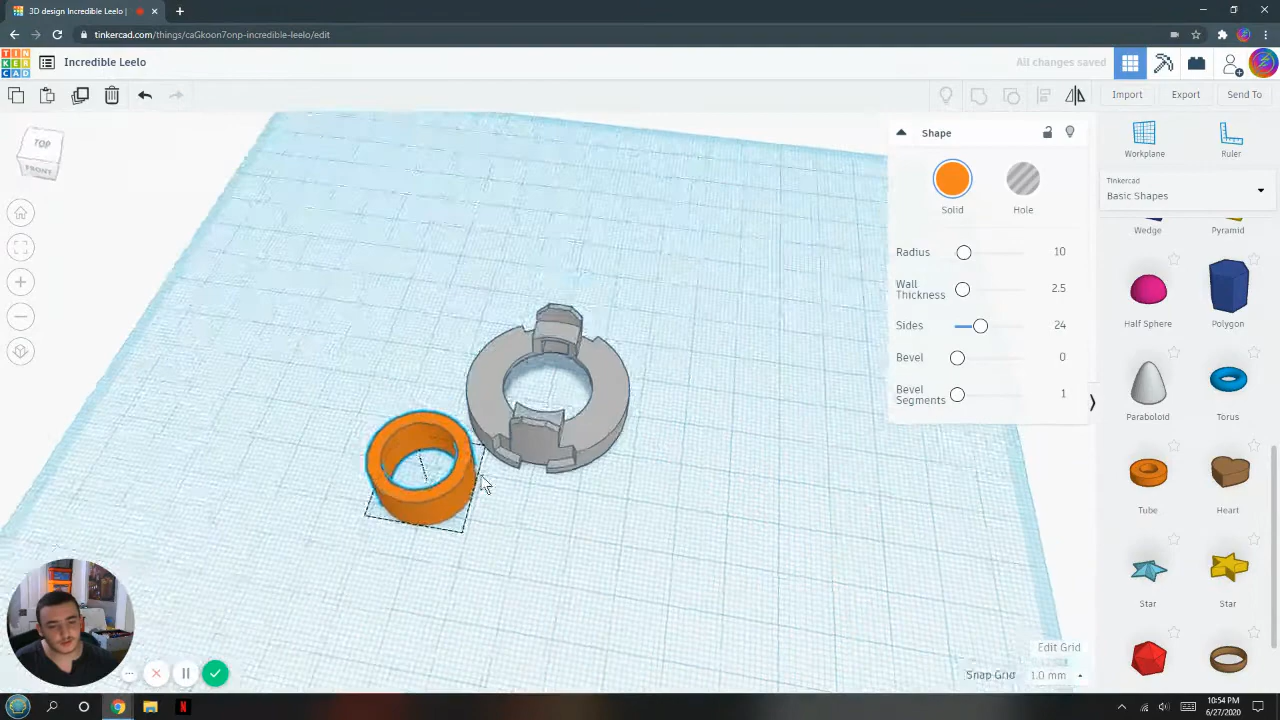 3D design Incredible Leelo |
tinkercad.com/things/caGkoon7onp-incredible-leelo/edit
TIN
KER
CAD
Incredible Leelo
All changes saved
Import
Export
Send To
TOP
FRONT
Shape
Solid
Hole
Radius
10
Wall
Thickness
2.5
Sides
24
Bevel
0
Bevel
Segments
1
Workplane
Ruler
Tinkercad
Basic Shapes
Wedge
Pyramid
Half Sphere
Polygon
Paraboloid
Torus
Tube
Heart
Star
Star
Edit Grid
Snap Grid
1.0 mm
N
10:54 PM
6/27/2020